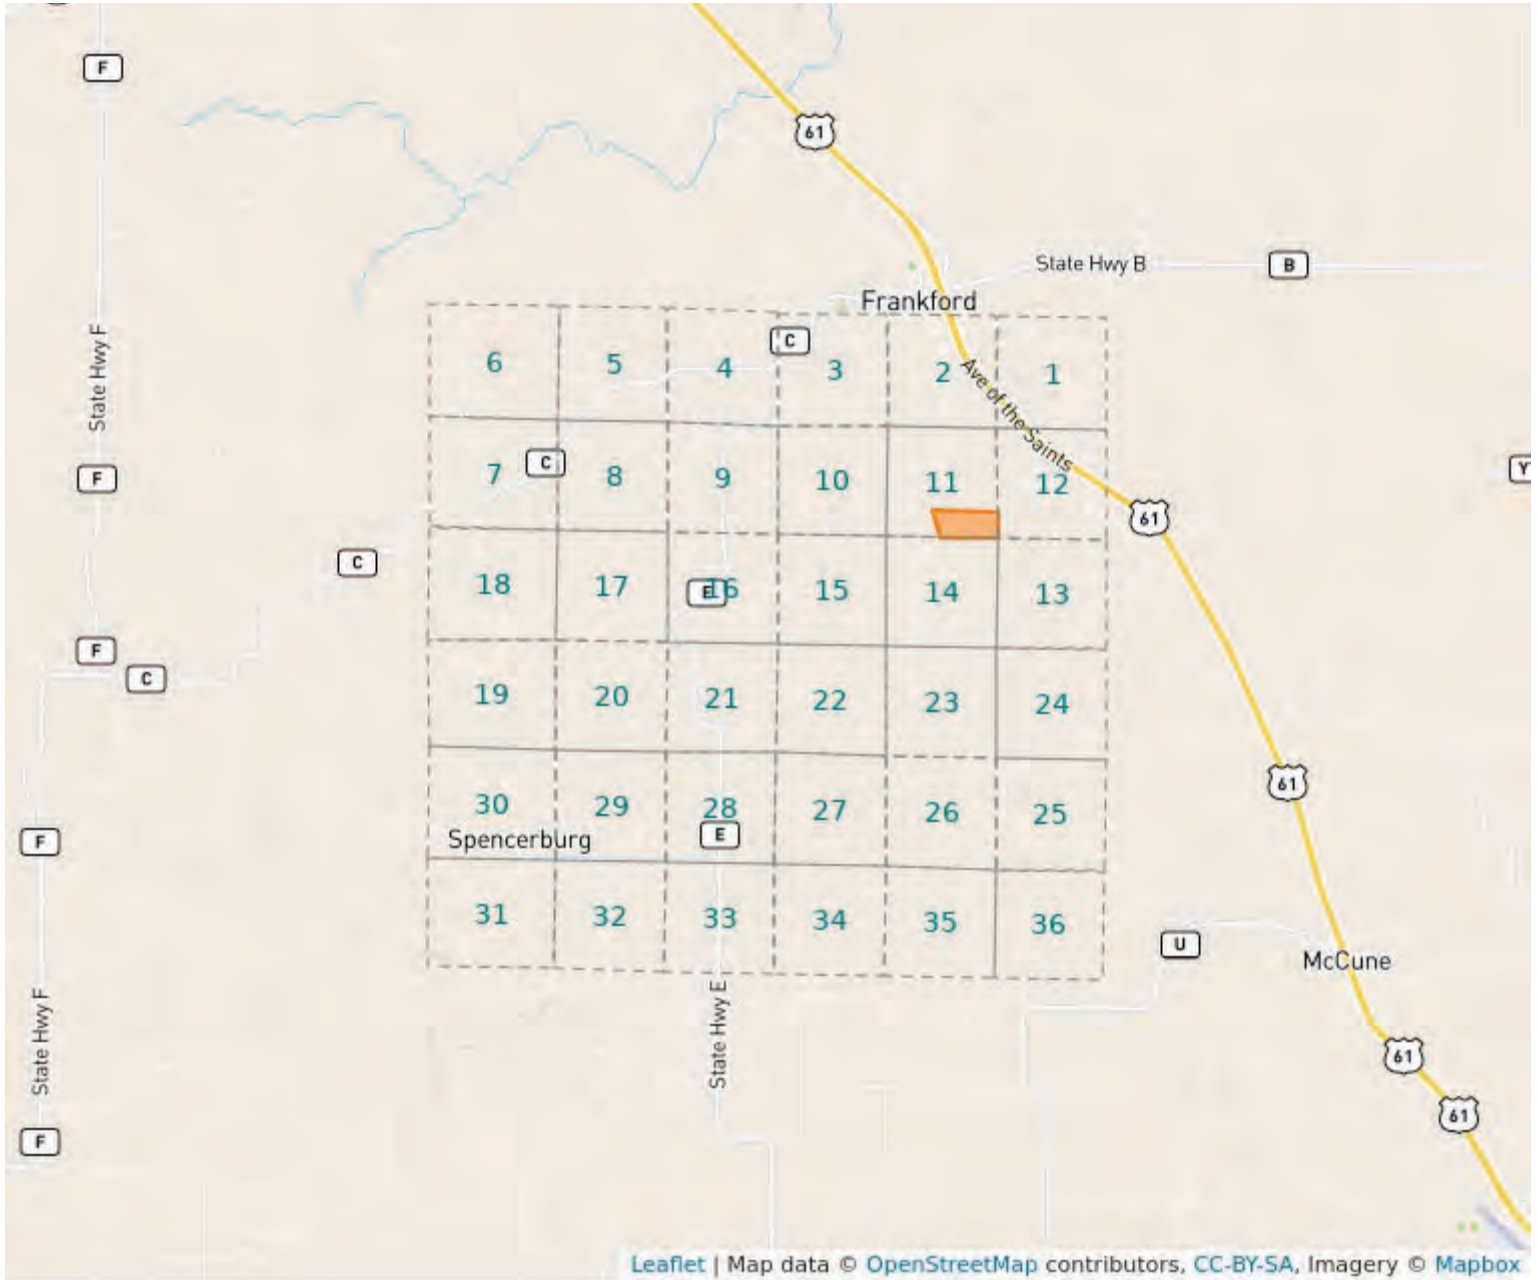 F
61
State Hwy B
B
Frankford
State Hwy F
C
6
5
4
3
2
1
Ave of the Saints
F
7
C
8
9
10
11
12
61
Y
C
18
17
E
16
15
14
13
F
C
19
20
21
22
23
24
61
30
29
28
27
26
25
F
Spencerburg
E
31
32
33
34
35
36
U
McCune
State Hwy F
State Hwy E
61
61
F
Leaflet | Map data © OpenStreetMap contributors, CC-BY-SA, Imagery © Mapbox